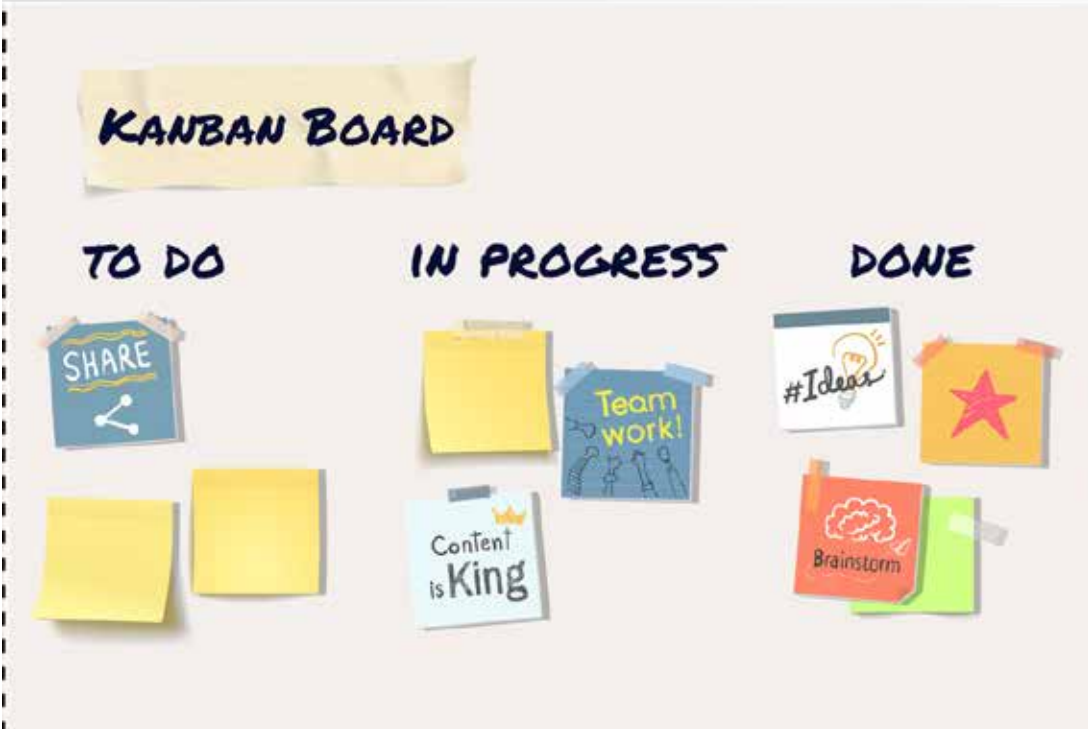 KANBAN BOARD
TO DO
IN PROGRESS
DONE
SHARE
Team
work!
Content
is King
#Ideas
Brainstorm